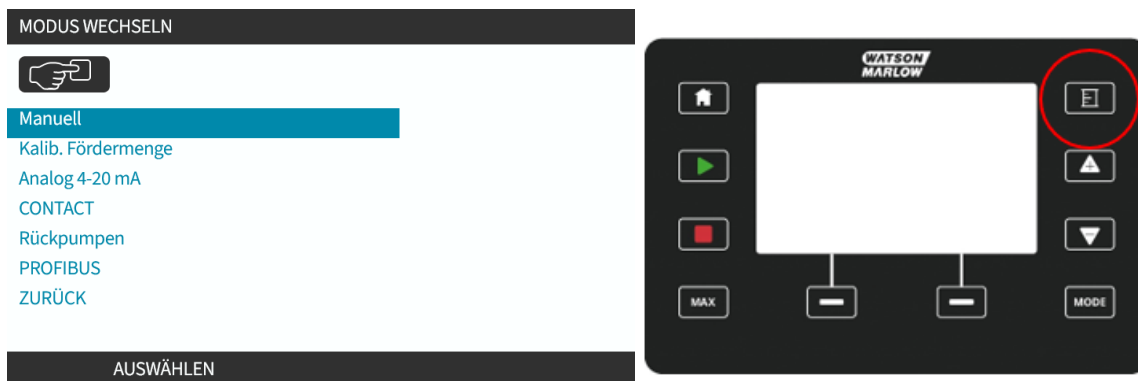 MODUS WECHSELN
Manuell
Kalib. Fördermenge
Analog 4-20 mA
CONTACT
Rückpumpen
PROFIBUS
ZURÜCK
AUSWÄHLEN
WATSON
MARLOW
MAX
MODE